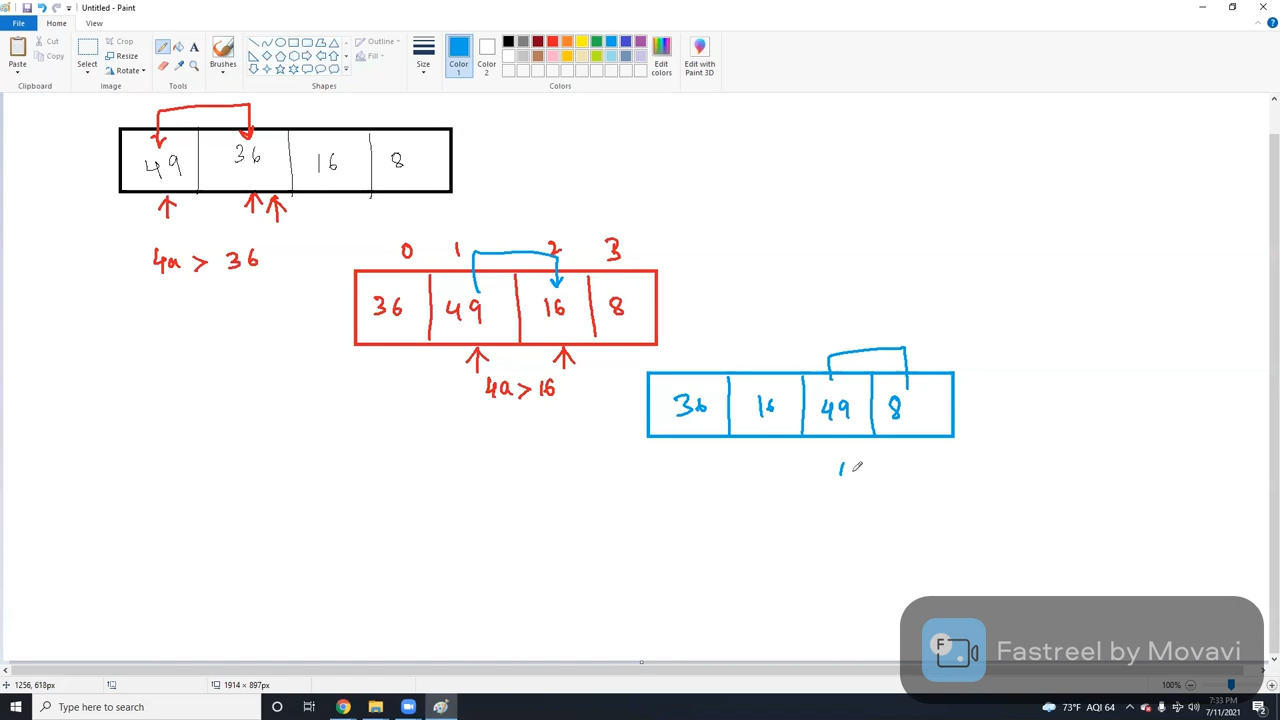 Untitled - Paint
File Home View
Paste
Cut
Copy
Clipboard
Select
Crop
Resize
Rotate
Image
Tools
Brushes
Outline
Fill
Shapes
Size
Color 1
Color 2
Edit colors
Edit with Paint 3D
Colors
49 36 16 8
49 > 36
0 1 2 3
36 49 16 8
49 > 16
36 16 49 8
Fastreel by Movavi
1256, 618px
1914 × 897px
100%
Type here to search
73°F AQI 64
7:33 PM
7/11/2021